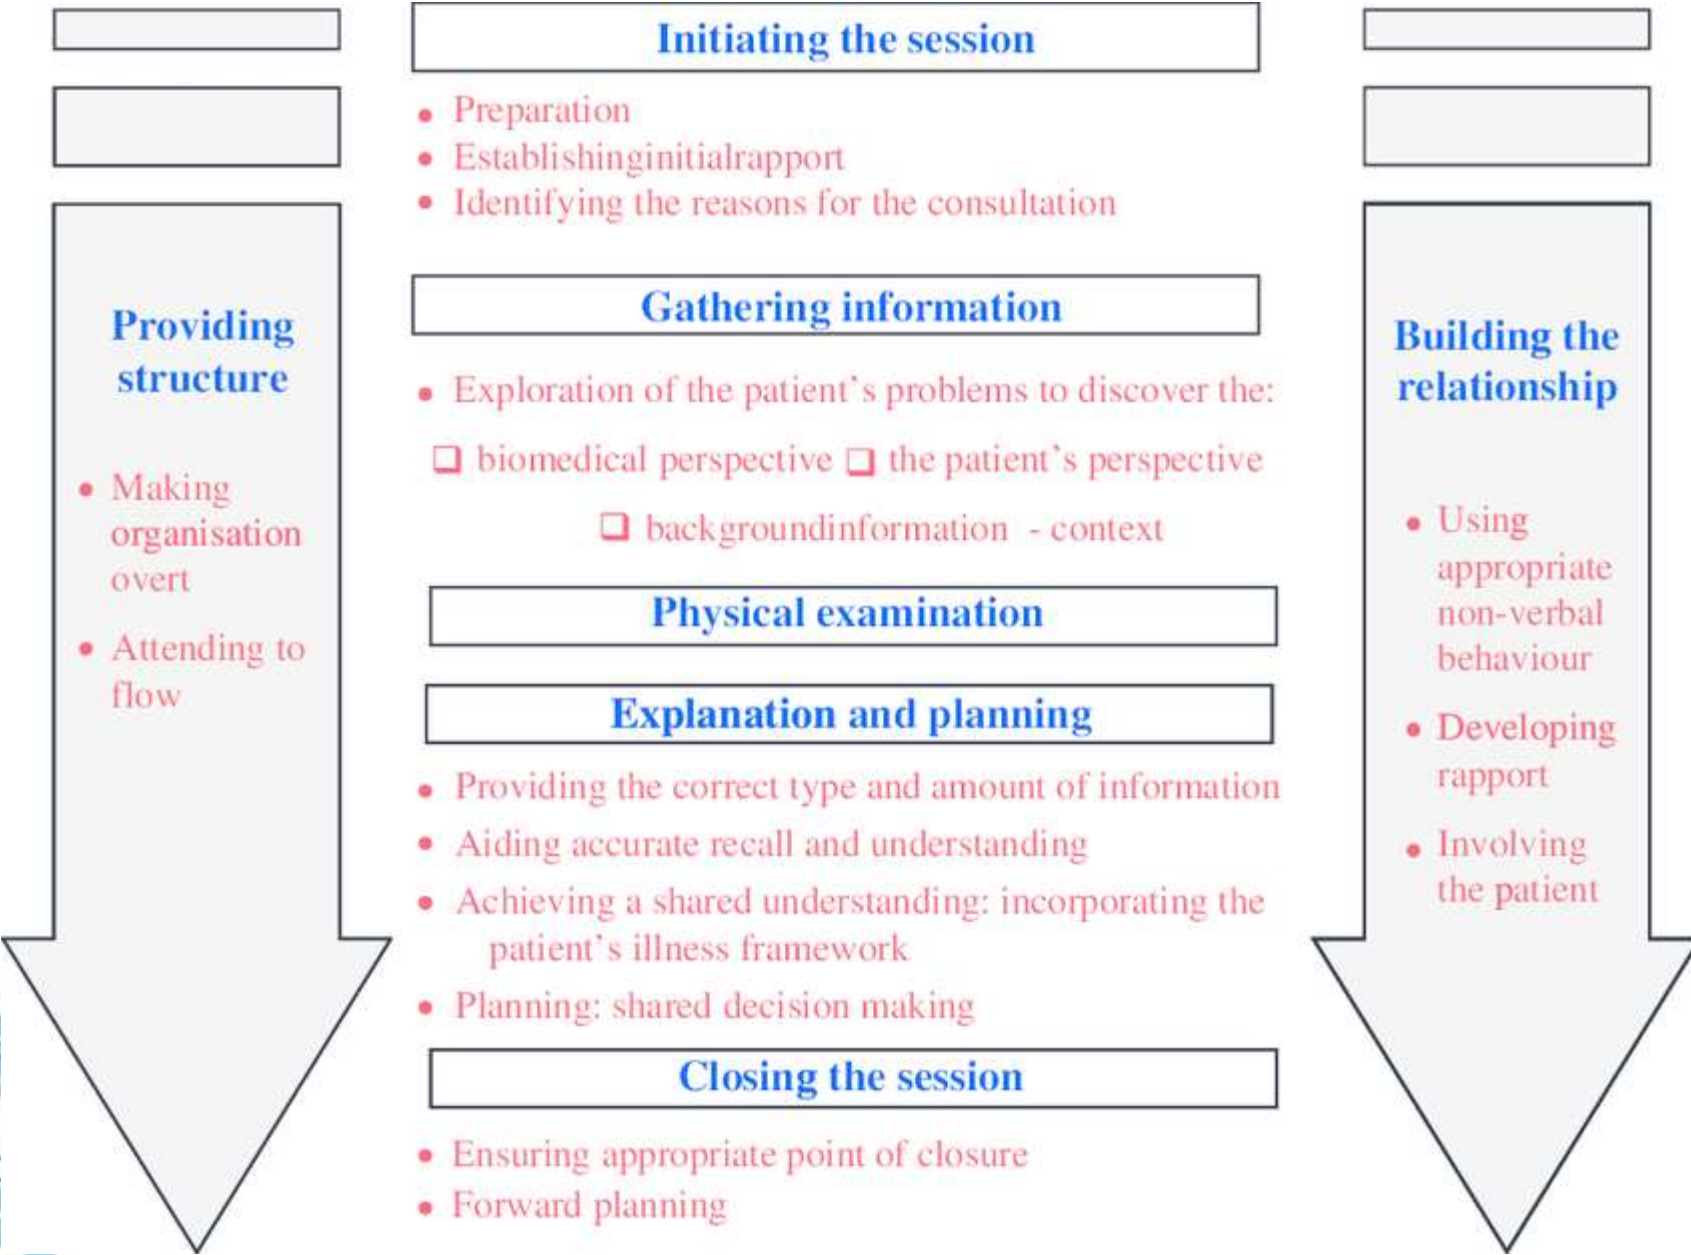 Initiating the session
• Preparation
• Establishinginitialrapport
• Identifying the reasons for the consultation
Providing
structure
• Making
organisation
overt
• Attending to
flow
Gathering information
• Exploration of the patient's problems to discover the:
❑ biomedical perspective ❑ the patient's perspective
❑ backgroundinformation - context
Physical examination
Explanation and planning
• Providing the correct type and amount of information
• Aiding accurate recall and understanding
• Achieving a shared understanding: incorporating the
patient's illness framework
• Planning: shared decision making
Closing the session
• Ensuring appropriate point of closure
• Forward planning
Building the
relationship
• Using
appropriate
non-verbal
behaviour
• Developing
rapport
• Involving
the patient